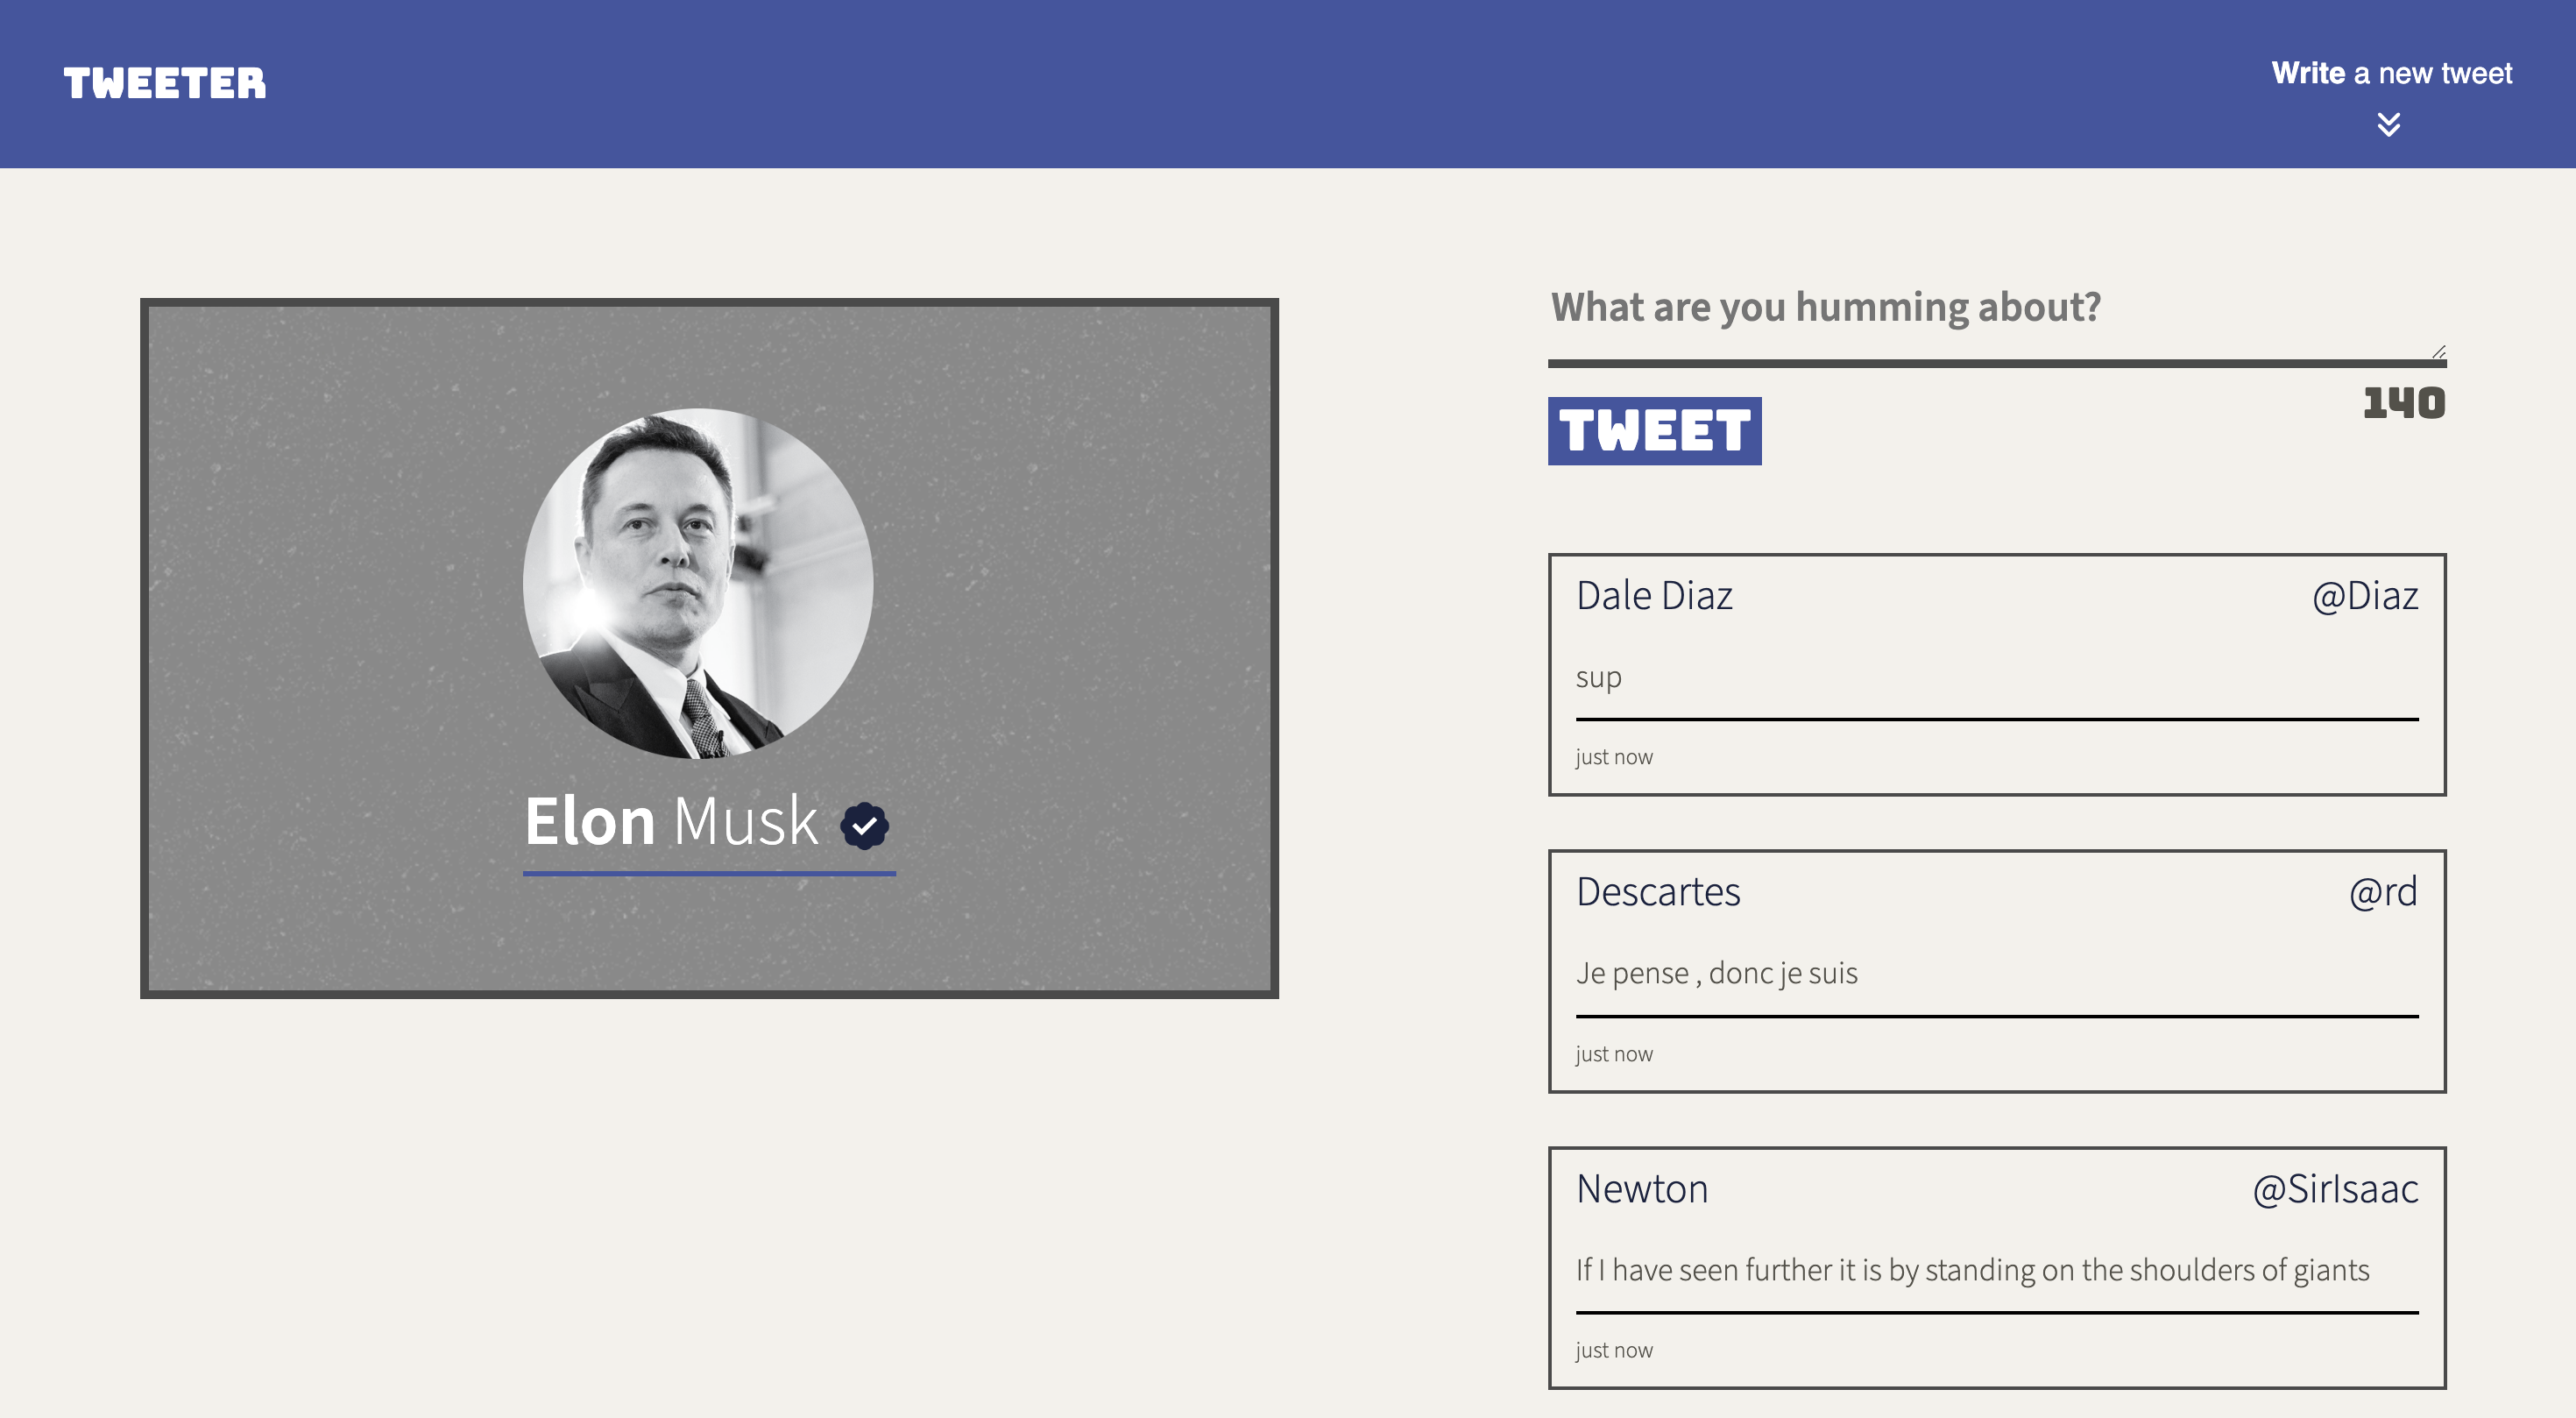 TWEETER
Write a new tweet
Elon Musk
What are you humming about?
TWEET
140
Dale Diaz @Diaz
sup
just now
Descartes @rd
Je pense , donc je suis
just now
Newton @SirIsaac
If I have seen further it is by standing on the shoulders of giants
just now